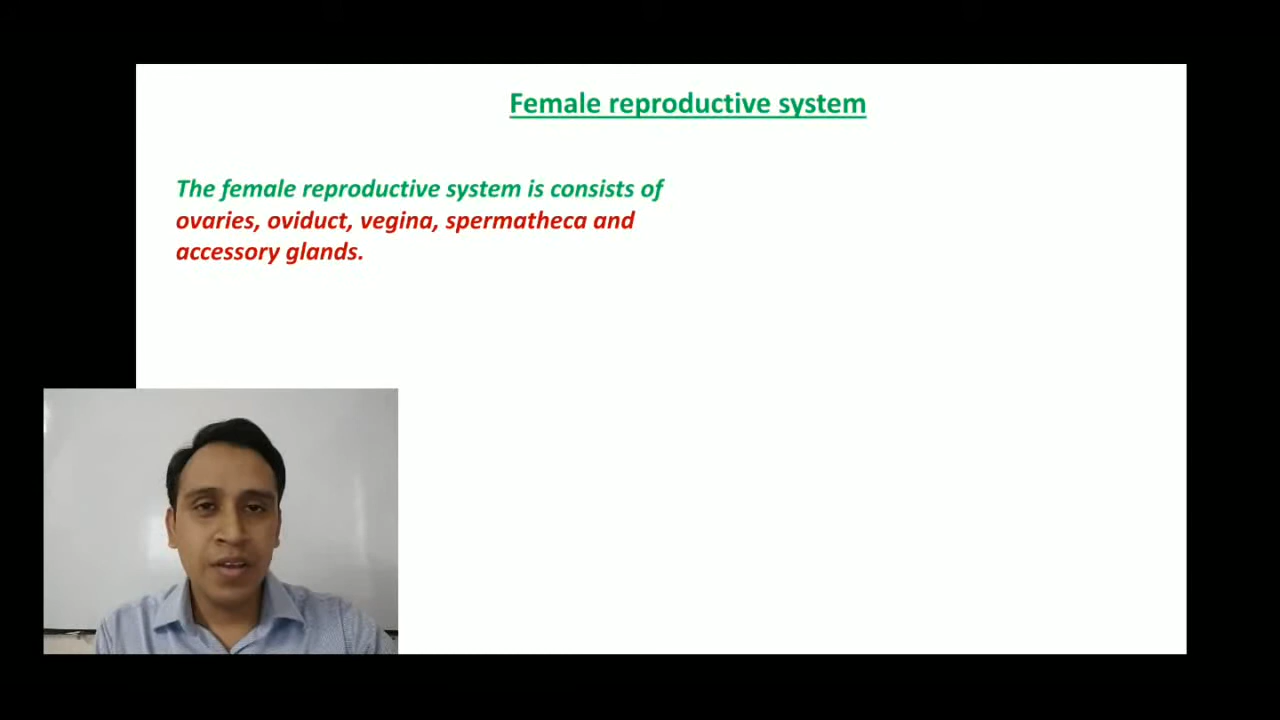 Female reproductive system
The female reproductive system is consists of
ovaries, oviduct, vegina, spermatheca and
accessory glands.